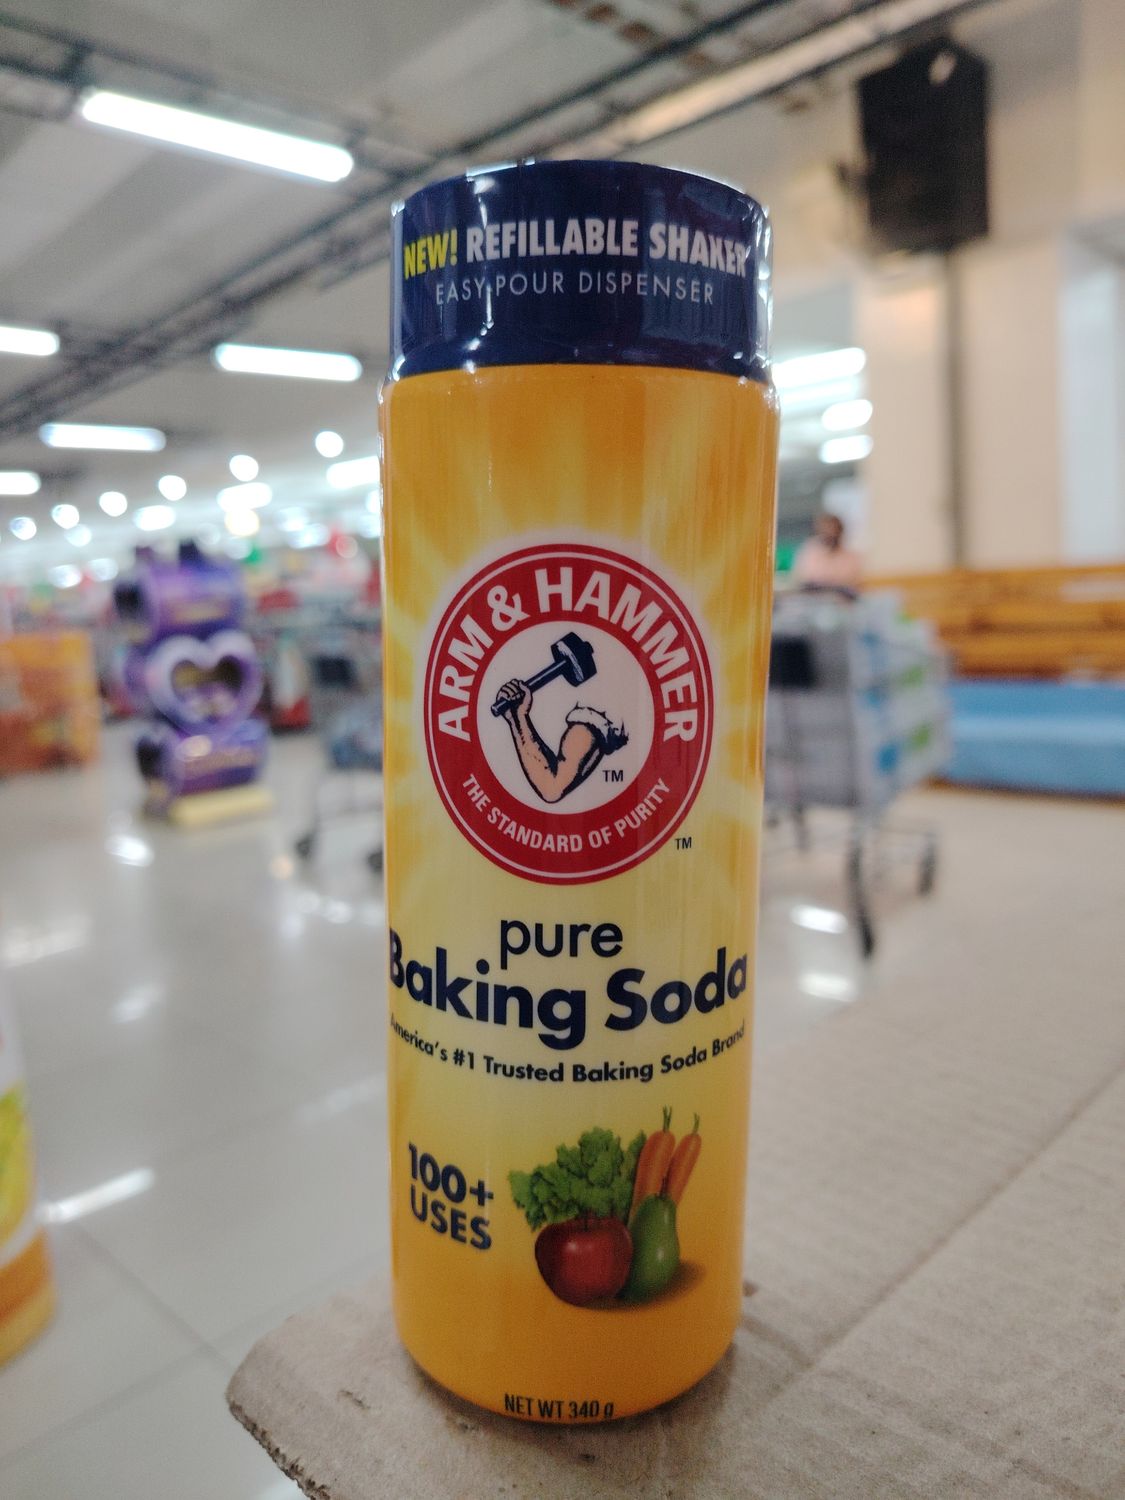 NEW! REFILLABLE SHAKER
EASY POUR DISPENSER
ARM & HAMMER
TM
THE STANDARD OF PURITY
TM
pure
Baking Soda
America's #1 Trusted Baking Soda Brand
100+
USES
NET WT 340 g